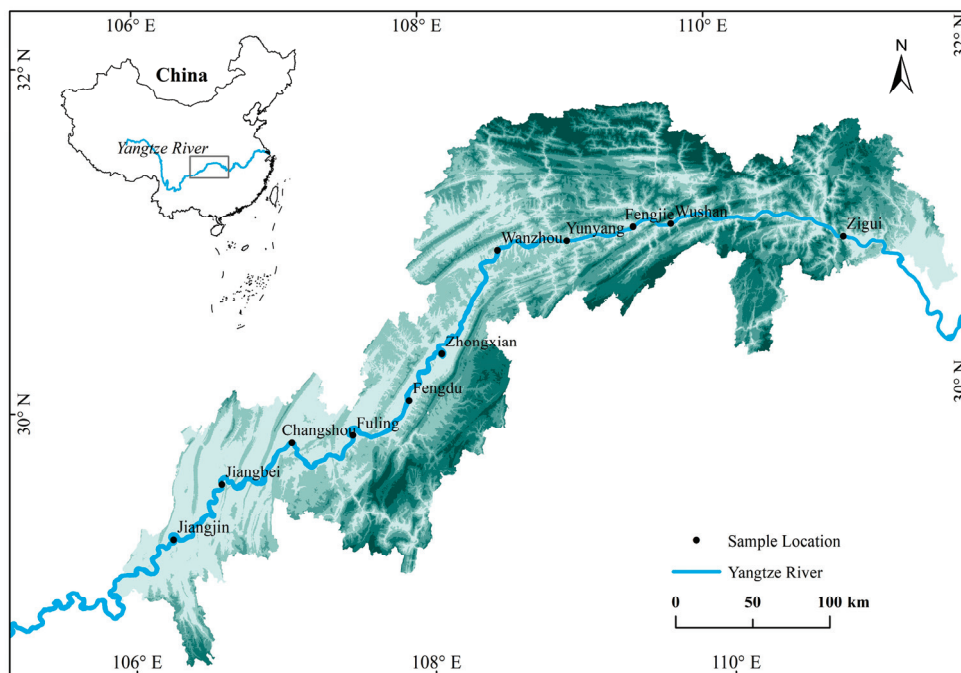 106° E
108° E
110° E
32° N
32° N
China
Yangtze River
N
Fengjie
Wushan
Wanzhou
Yunyang
Zigui
Zhongxian
Fengdu
30° N
30° N
Changshou
Fuling
Jiangbei
Jiangjin
Sample Location
Yangtze River
0
50
100 km
106° E
108° E
110° E